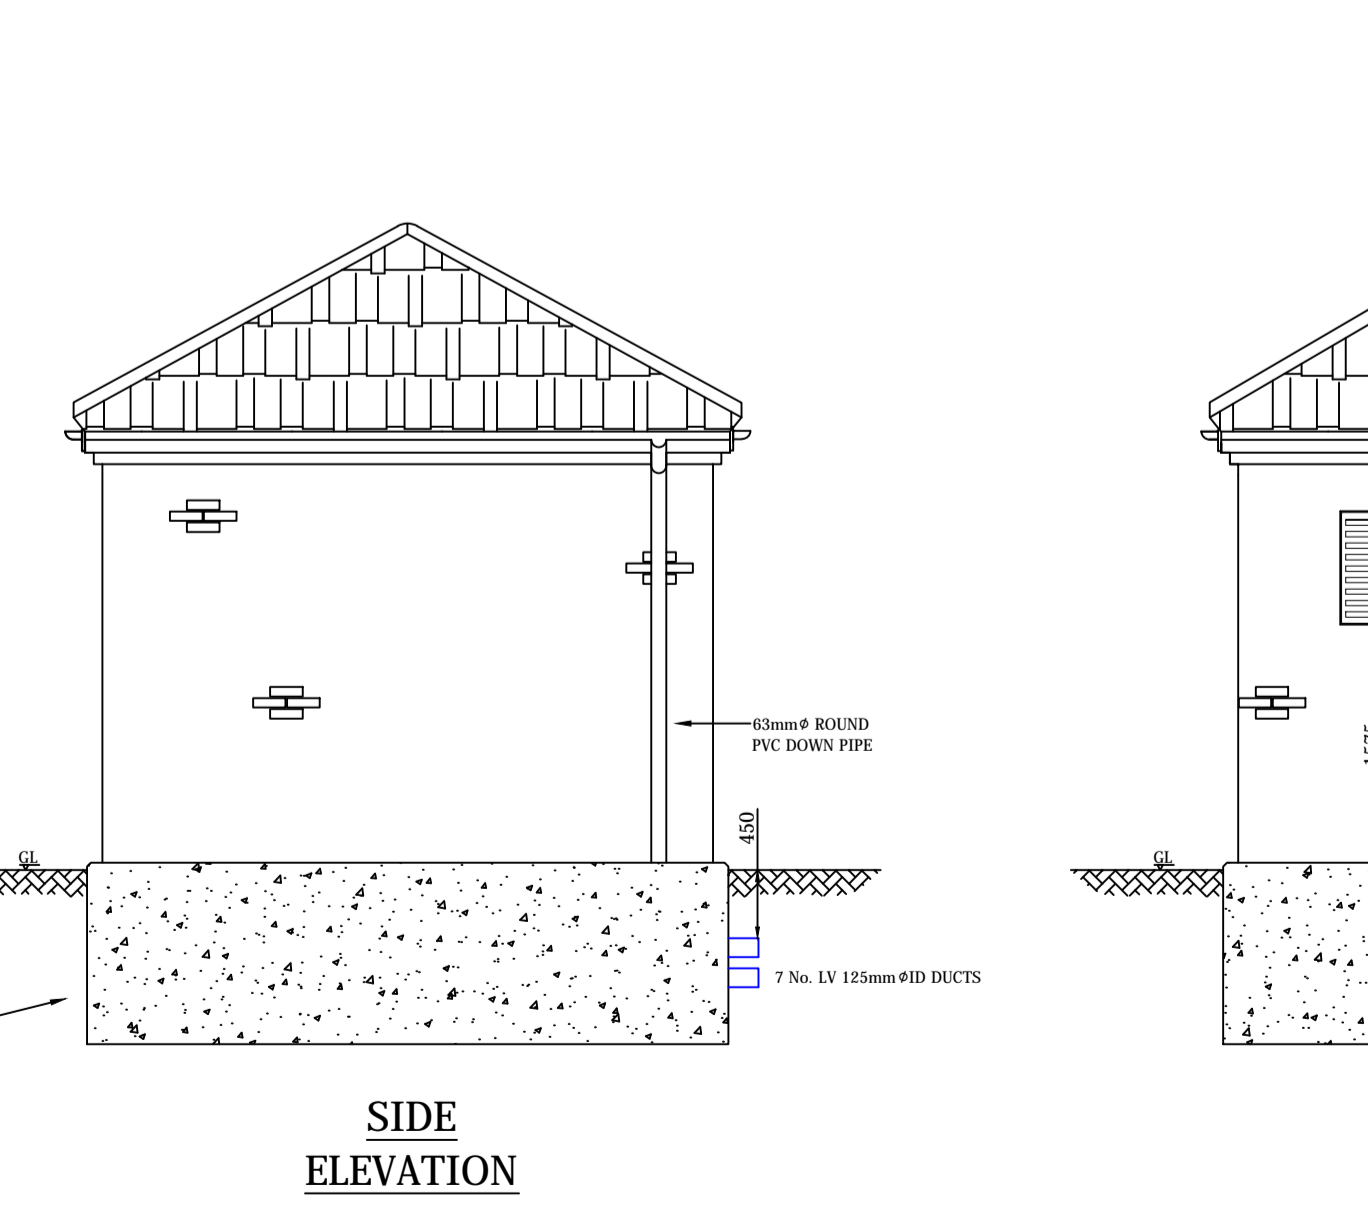 63mmϕ ROUND
PVC DOWN PIPE
450
GL
GL
7 No. LV 125mmϕID DUCTS
SIDE
ELEVATION